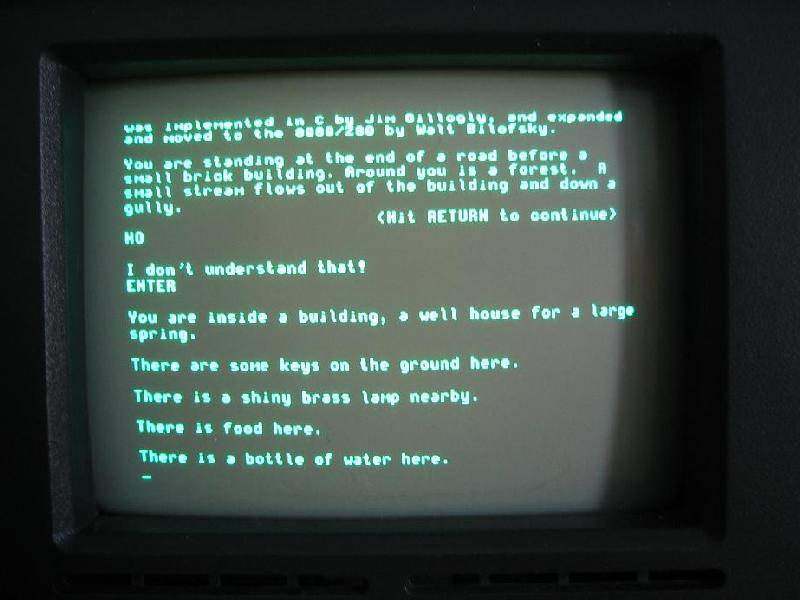 was implemented in C by Jim Gillogly, and expanded
and moved to the 8080/Z80 by Walt Bilofsky.
You are standing at the end of a road before a
small brick building. Around you is a forest. A
small stream flows out of the building and down a
gully.
<Hit RETURN to continue>
NO
I don't understand that!
ENTER
You are inside a building, a well house for a large
spring.
There are some keys on the ground here.
There is a shiny brass lamp nearby.
There is food here.
There is a bottle of water here.